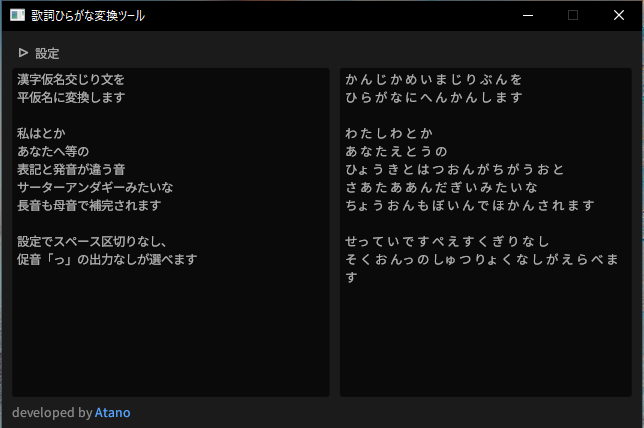 歌詞ひらがな変換ツール
設定
漢字仮名交じり文を
平仮名に変換します
私はとか
あなたへ等の
表記と発音が違う音
サーターアンダギーみたいな
長音も母音で補完されます
設定でスペース区切りなし、
促音「っ」の出力なしが選べます
か ん じ か め い ま じ り ぶ ん を
ひ ら が な に へ ん か ん し ま す
わ た し わ と か
あ な た え と う の
ひょ う き と は つ お ん が ち が う お と
さ あ た あ あ ん だ ぎ い み た い な
ちょ う お ん も ぼ い ん で ほ か ん さ れ ま す
せっ て い で す ぺ え す く ぎ り な し
そ く お んっ の しゅ つ りょ く な し が え ら べ ま
す
developed by Atano